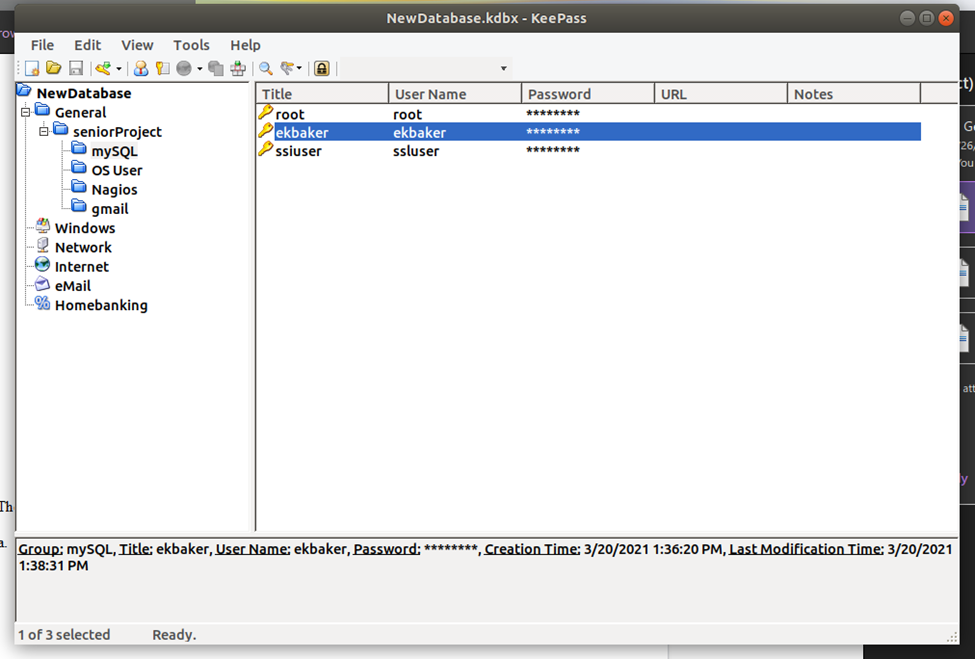 NewDatabase.kdbx - KeePass
File Edit View Tools Help
NewDatabase
General
seniorProject
mySQL
OS User
Nagios
gmail
Windows
Network
Internet
eMail
Homebanking
Title User Name Password URL Notes
root root ********
ekbaker ekbaker ********
ssiuser ssluser ********
Group: mySQL, Title: ekbaker, User Name: ekbaker, Password: ********, Creation Time: 3/20/2021 1:36:20 PM, Last Modification Time: 3/20/2021
1:38:31 PM
1 of 3 selected Ready.
Th
a.